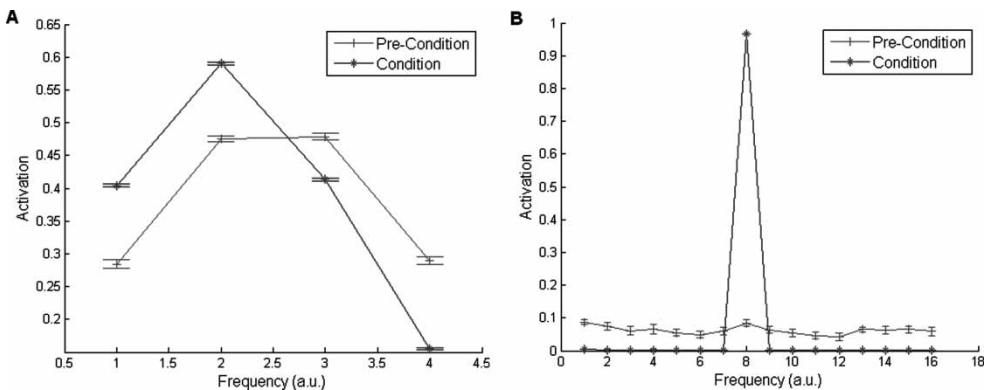 A
0.65
0.6
0.55
0.5
0.45
0.4
0.35
0.3
0.25
0.2
Activation
Pre-Condition
Condition
0.5 1 1.5 2 2.5 3 3.5 4 4.5
Frequency (a.u.)
B
1
0.9
0.8
0.7
0.6
0.5
0.4
0.3
0.2
0.1
0
Activation
Pre-Condition
Condition
0 2 4 6 8 10 12 14 16 18
Frequency (a.u.)